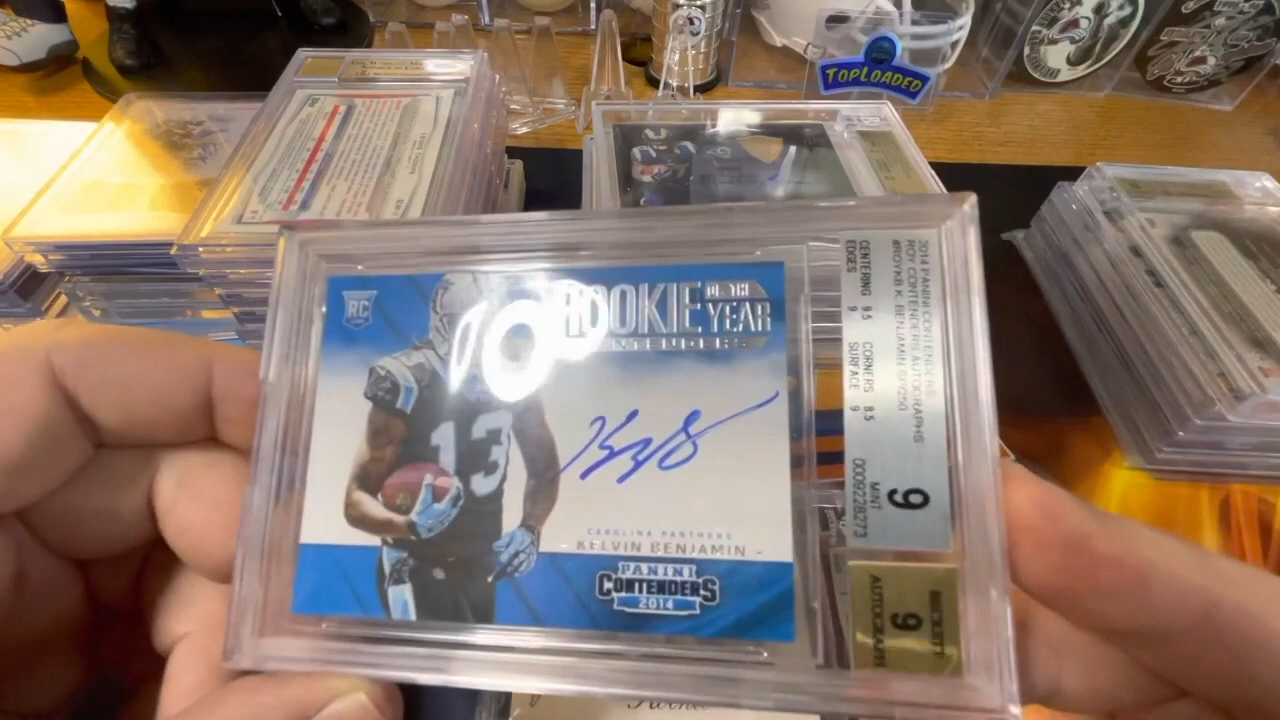 TOPLOADED
RC
ROOKIE OF THE YEAR
CONTENDERS
13
CAROLINA PANTHERS
- KELVIN BENJAMIN -
PANINI
CONTENDERS
2014
2014 PANINI CONTENDERS
ROY CONTENDERS AUTOGRAPHS
#ROYKB K. BENJAMIN SP/250
CENTERING 9.5 CORNERS 8.5
EDGES 9 SURFACE 9
9
MINT
0009228273
BECKETT
9
AUTOGRAPH